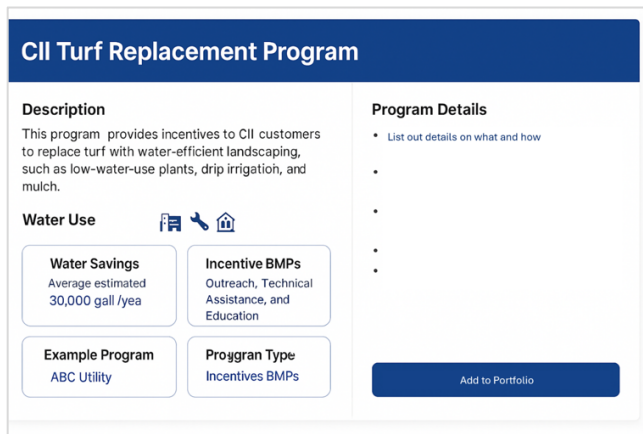 CII Turf Replacement Program
Description
This program provides incentives to CII customers
to replace turf with water-efficient landscaping,
such as low-water-use plants, drip irrigation, and
mulch.
Water Use
Water Savings
Average estimated
30,000 gall /yea
Incentive BMPs
Outreach, Technical
Assistance, and
Education
Example Program
ABC Utility
Proygran Type
Incentives BMPs
Program Details
• List out details on what and how
•
•
•
•
Add to Portfolio